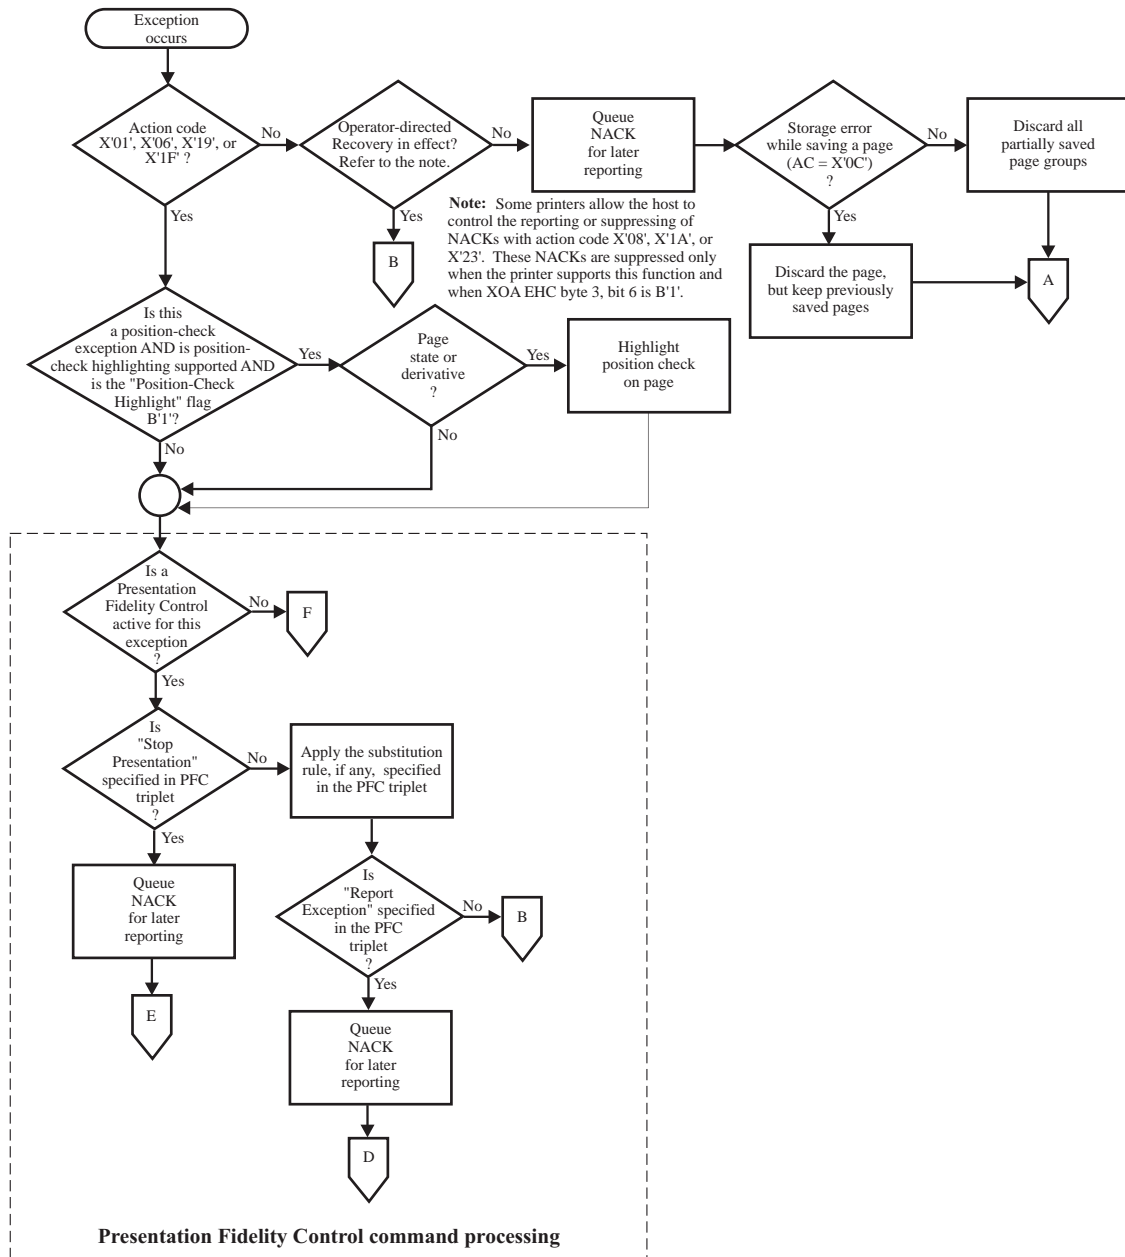 Exception
occurs
Action code
X'01', X'06', X'19', or
X'1F' ?
No
Yes
Operator-directed
Recovery in effect?
Refer to the note.
No
Yes
B
Queue
NACK
for later
reporting
Storage error
while saving a page
(AC = X'0C')
?
No
Yes
Discard all
partially saved
page groups
Note: Some printers allow the host to
control the reporting or suppressing of
NACKs with action code X'08', X'1A', or
X'23'. These NACKs are suppressed only
when the printer supports this function and
when XOA EHC byte 3, bit 6 is B'1'.
Discard the page,
but keep previously
saved pages
A
Is this
a position-check
exception AND is position-
check highlighting supported AND
is the "Position-Check
Highlight" flag
B'1'?
Yes
No
Page
state or
derivative
?
Yes
No
Highlight
position check
on page
Is a
Presentation
Fidelity Control
active for this
exception
?
No
F
Yes
Is
"Stop
Presentation"
specified in PFC
triplet
?
No
Yes
Apply the substitution
rule, if any, specified
in the PFC triplet
Queue
NACK
for later
reporting
E
Is
"Report
Exception" specified
in the PFC
triplet
?
No
B
Yes
Queue
NACK
for later
reporting
D
Presentation Fidelity Control command processing